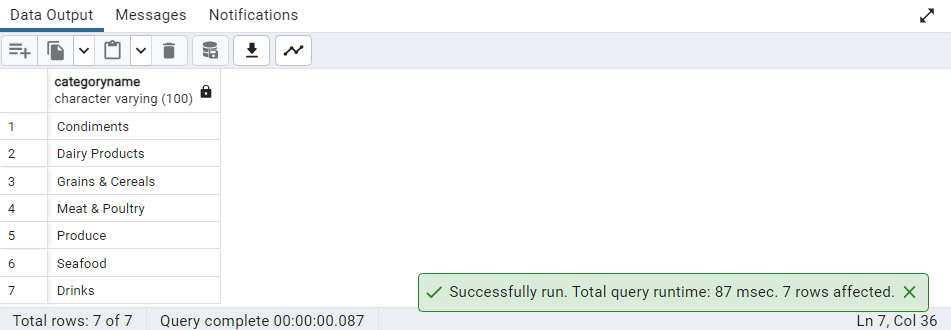 Data Output Messages Notifications
categoryname
character varying (100)
1 Condiments
2 Dairy Products
3 Grains & Cereals
4 Meat & Poultry
5 Produce
6 Seafood
7 Drinks
Successfully run. Total query runtime: 87 msec. 7 rows affected.
Total rows: 7 of 7 Query complete 00:00:00.087 Ln 7, Col 36